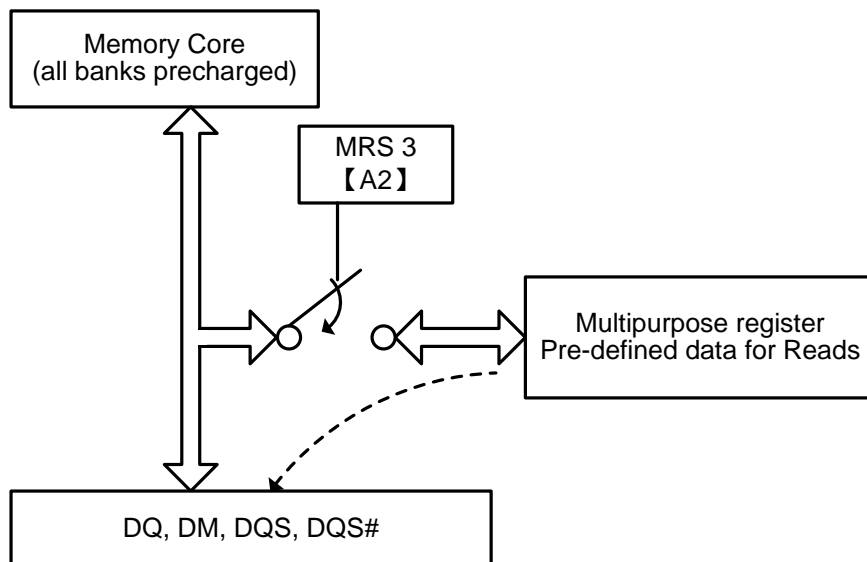 Memory Core
(all banks precharged)
MRS 3
【A2】
Multipurpose register
Pre-defined data for Reads
DQ, DM, DQS, DQS#